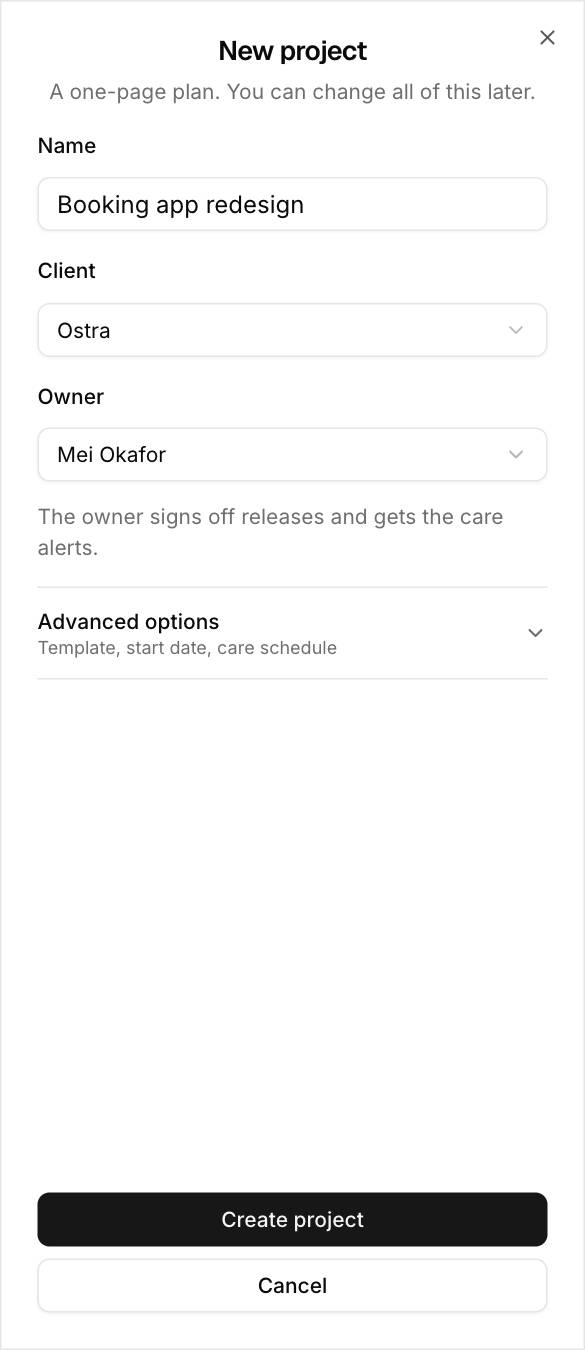 New project
A one-page plan. You can change all of this later.
Name
Booking app redesign
Client
Ostra
Owner
Mei Okafor
The owner signs off releases and gets the care
alerts.
Advanced options
Template, start date, care schedule
Create project
Cancel